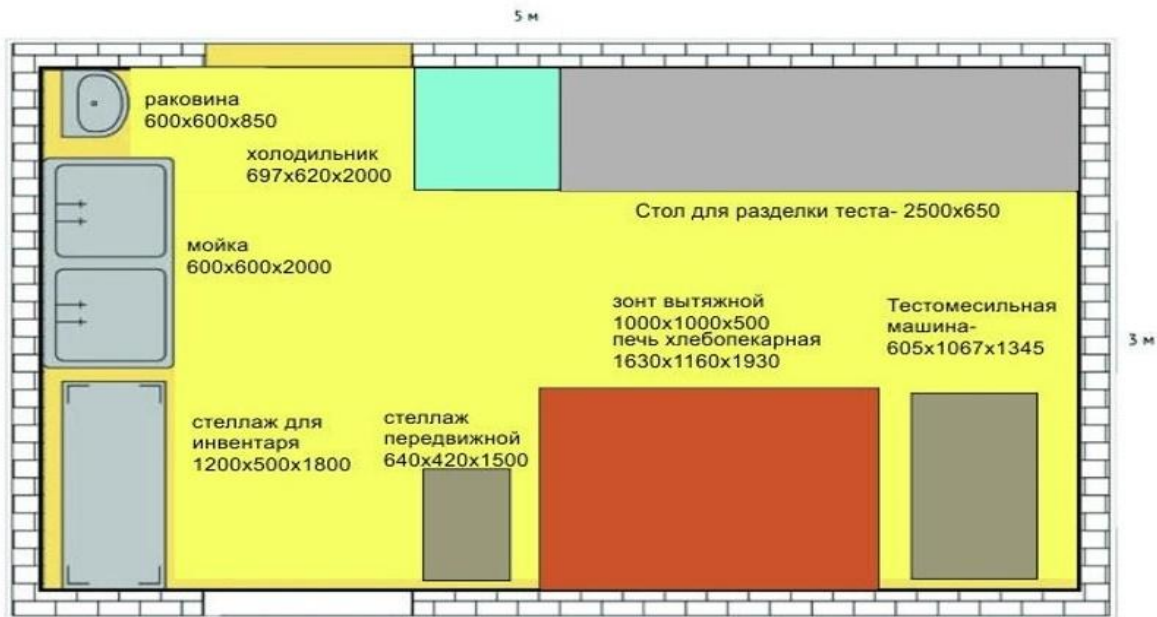 5 м
раковина
600х600х850
холодильник
697х620х2000
Стол для разделки теста- 2500х650
мойка
600х600х2000
зонт вытяжной
1000х1000х500
печь хлебопекарная
1630х1160х1930
Тестомесильная
машина-
605х1067х1345
3 м
стеллаж для
инвентаря
1200х500х1800
стеллаж
передвижной
640х420х1500